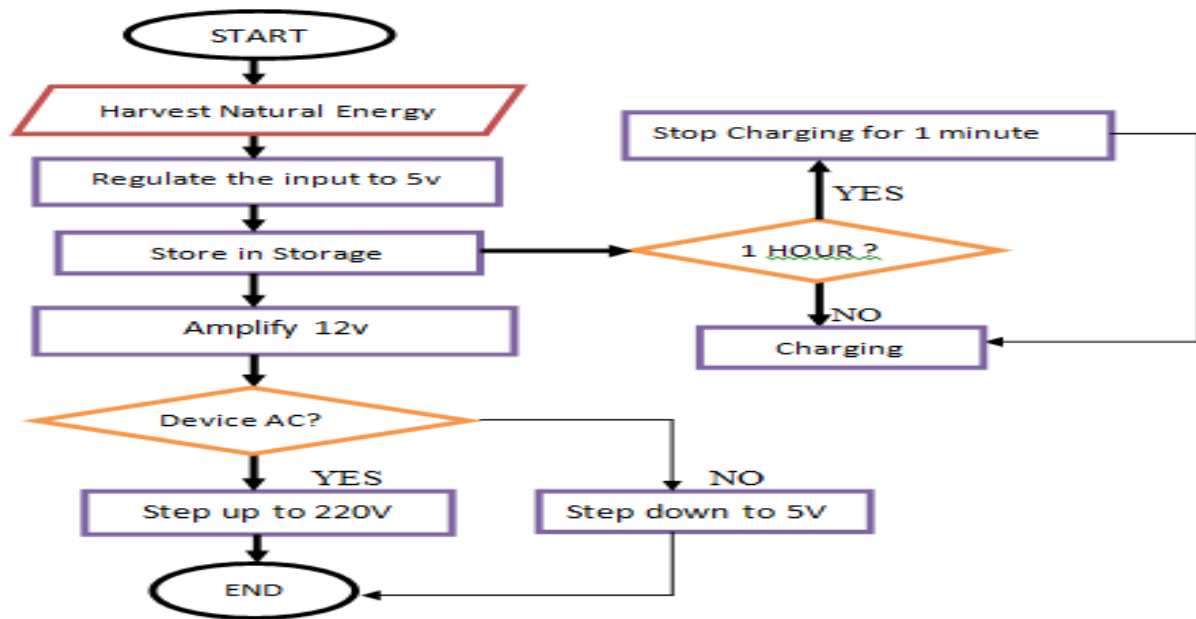 START
Harvest Natural Energy
Regulate the input to 5v
Store in Storage
Amplify 12v
Device AC?
YES
NO
Step up to 220V
Step down to 5V
END
Stop Charging for 1 minute
YES
1 HOUR ?
NO
Charging